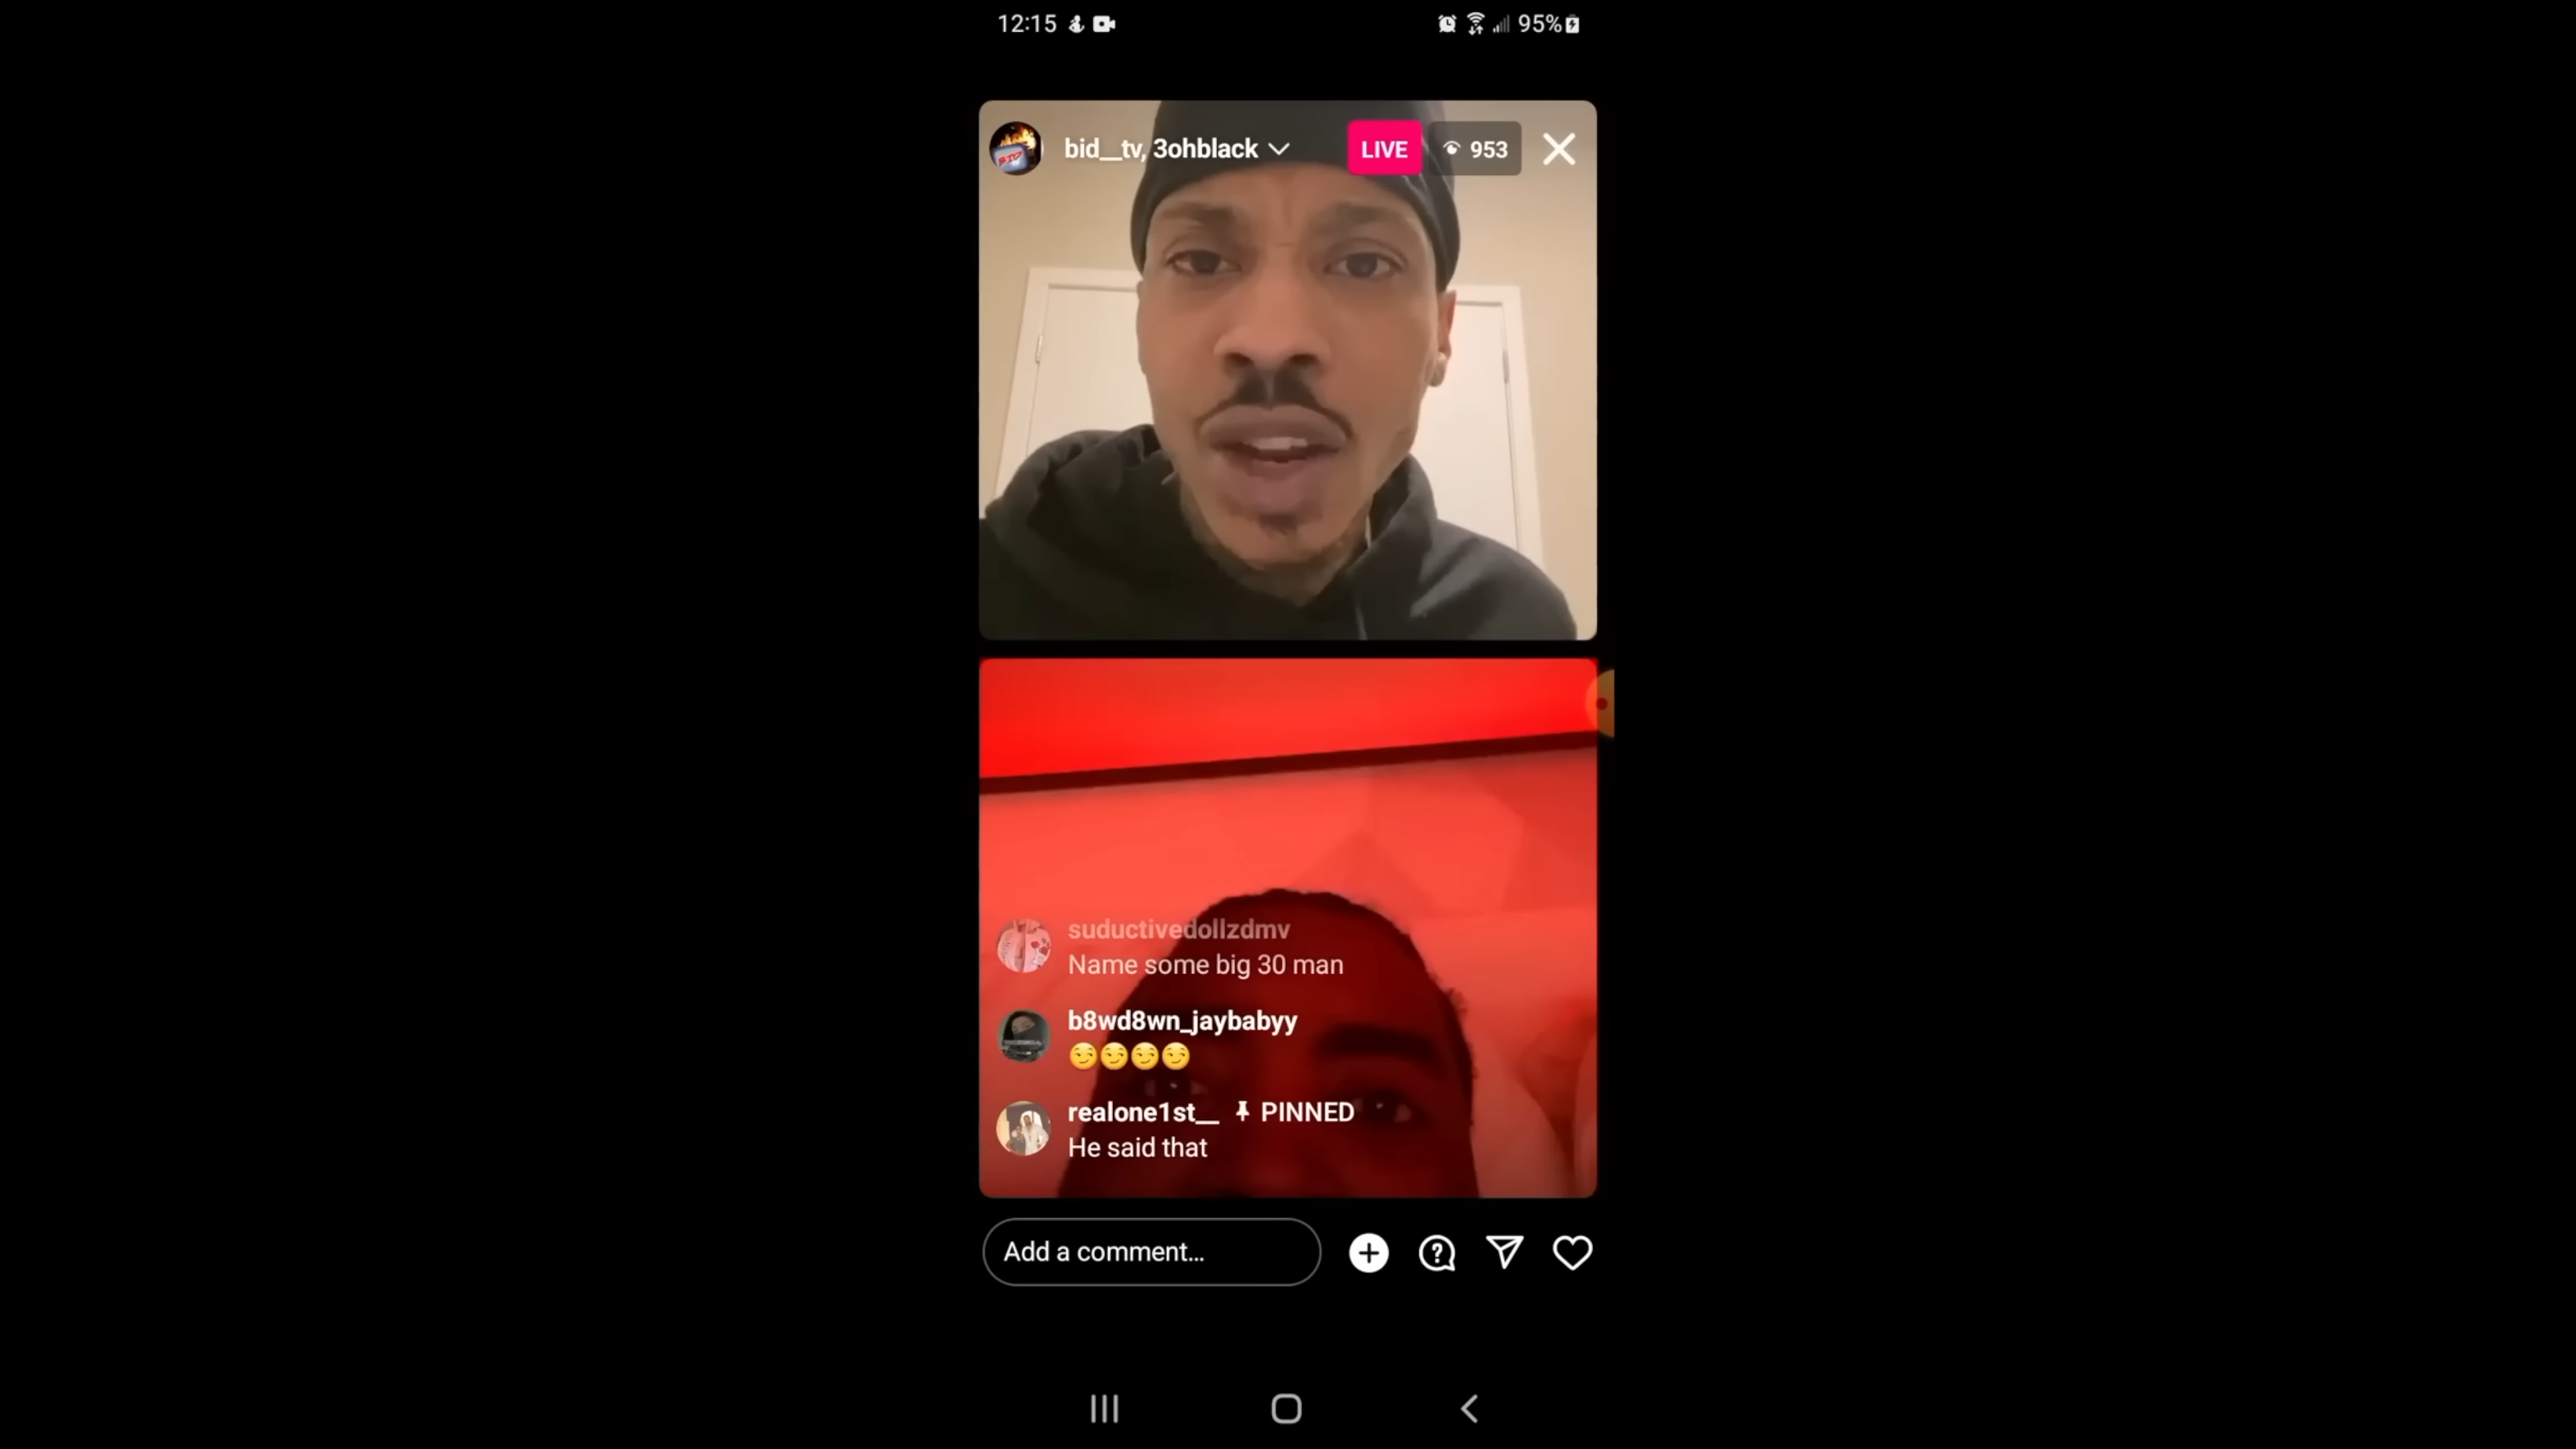 12:15
95%
bid__tv, 3ohblack
LIVE
953
suductivedollzdmv
Name some big 30 man
b8wd8wn_jaybabyy
😏😏😏😏
realone1st__ PINNED
He said that
Add a comment...